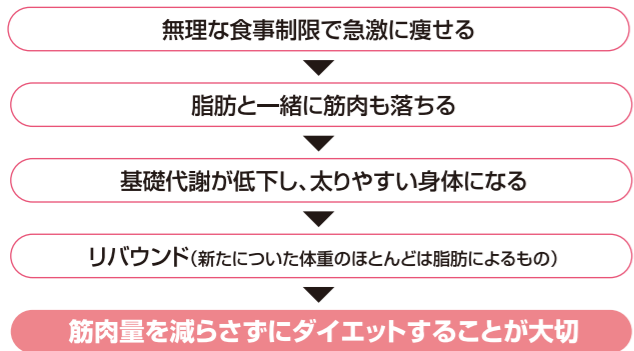 無理な食事制限で急激に痩せる
脂肪と一緒に筋肉も落ちる
基礎代謝が低下し、太りやすい身体になる
リバウンド(新たについた体重のほとんどは脂肪によるもの)
筋肉量を減らさずにダイエットすることが大切